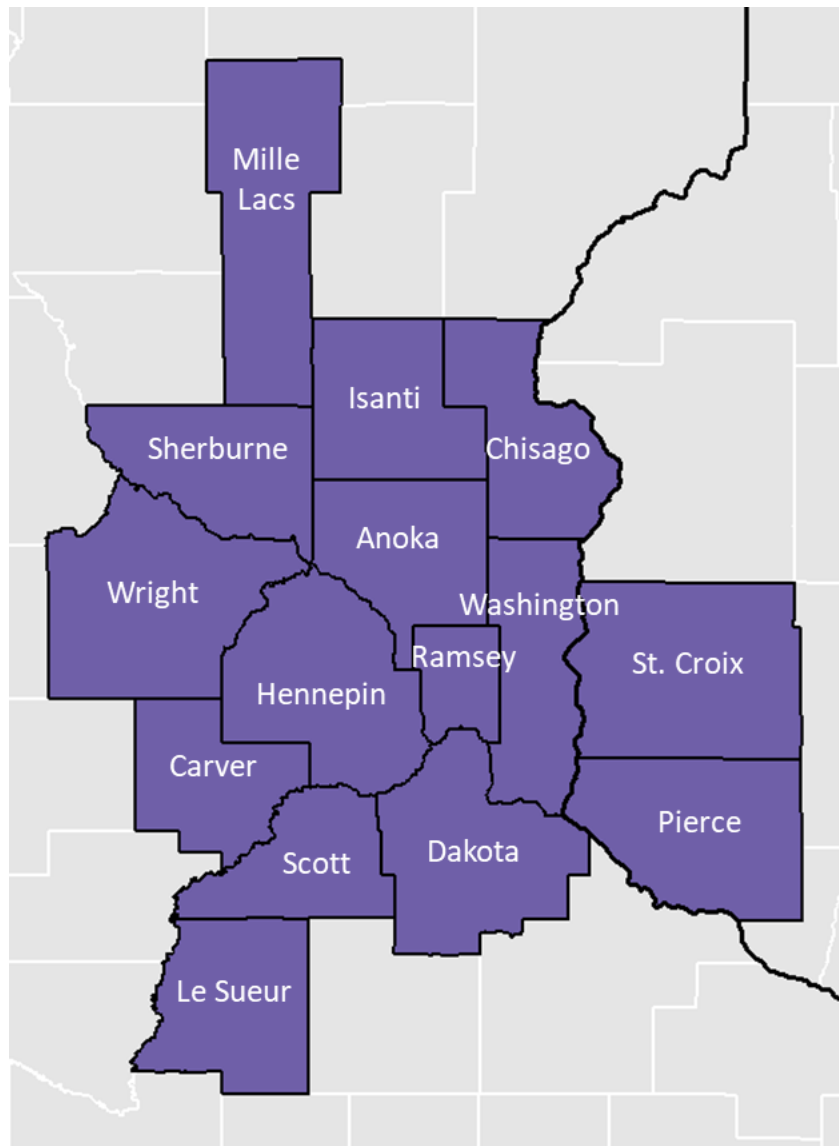 Mille
Lacs
Isanti
Sherburne
Chisago
Anoka
Wright
Washington
Ramsey
St. Croix
Hennepin
Carver
Pierce
Dakota
Scott
Le Sueur